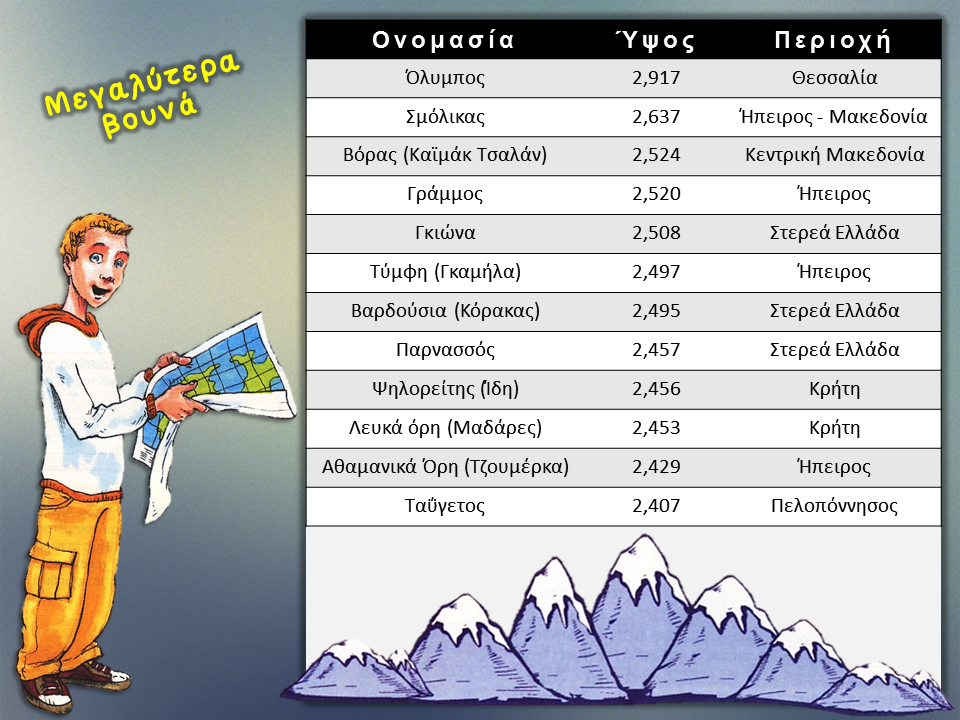 Μεγαλύτερα
βουνά
Ονομασία Ύψος Περιοχή
Όλυμπος 2,917 Θεσσαλία
Σμόλικας 2,637 Ήπειρος - Μακεδονία
Βόρας (Καϊμάκ Τσαλάν) 2,524 Κεντρική Μακεδονία
Γράμμος 2,520 Ήπειρος
Γκιώνα 2,508 Στερεά Ελλάδα
Τύμφη (Γκαμήλα) 2,497 Ήπειρος
Βαρδούσια (Κόρακας) 2,495 Στερεά Ελλάδα
Παρνασσός 2,457 Στερεά Ελλάδα
Ψηλορείτης (Ίδη) 2,456 Κρήτη
Λευκά όρη (Μαδάρες) 2,453 Κρήτη
Αθαμανικά Όρη (Τζουμέρκα) 2,429 Ήπειρος
Ταΰγετος 2,407 Πελοπόννησος